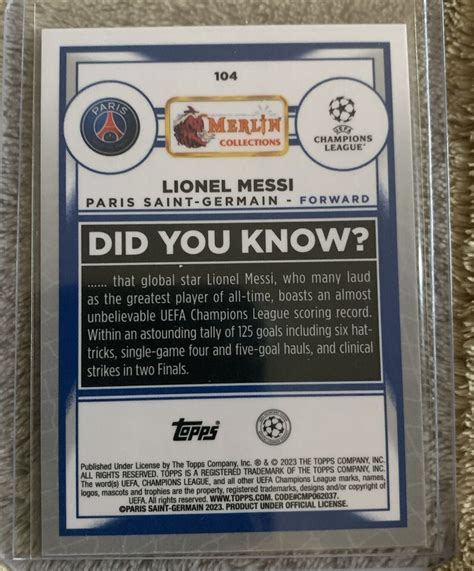 104
PARIS
SAINT-GERMAIN
MERLIN
COLLECTIONS
UEFA
CHAMPIONS
LEAGUE
LIONEL MESSI
PARIS SAINT-GERMAIN - FORWARD
DID YOU KNOW?
...... that global star Lionel Messi, who many laud
as the greatest player of all-time, boasts an almost
unbelievable UEFA Champions League scoring record.
Within an astounding tally of 125 goals including six hat-
tricks, single-game four and five-goal hauls, and clinical
strikes in two Finals.
topps
Published Under License by The Topps Company, Inc. ® & © 2023 THE TOPPS COMPANY, INC.
ALL RIGHTS RESERVED. TOPPS IS A REGISTERED TRADEMARK OF THE TOPPS COMPANY, INC.
The word(s) UEFA, CHAMPIONS LEAGUE, and all other UEFA Champions League marks, names,
logos, mascots and trophies are the property, registered trademarks, designs and/or copyright of
UEFA. All rights reserved. WWW.TOPPS.COM. CODE#CMP062037.
©PARIS SAINT-GERMAIN 2023. PRODUCT UNDER OFFICIAL LICENSE.